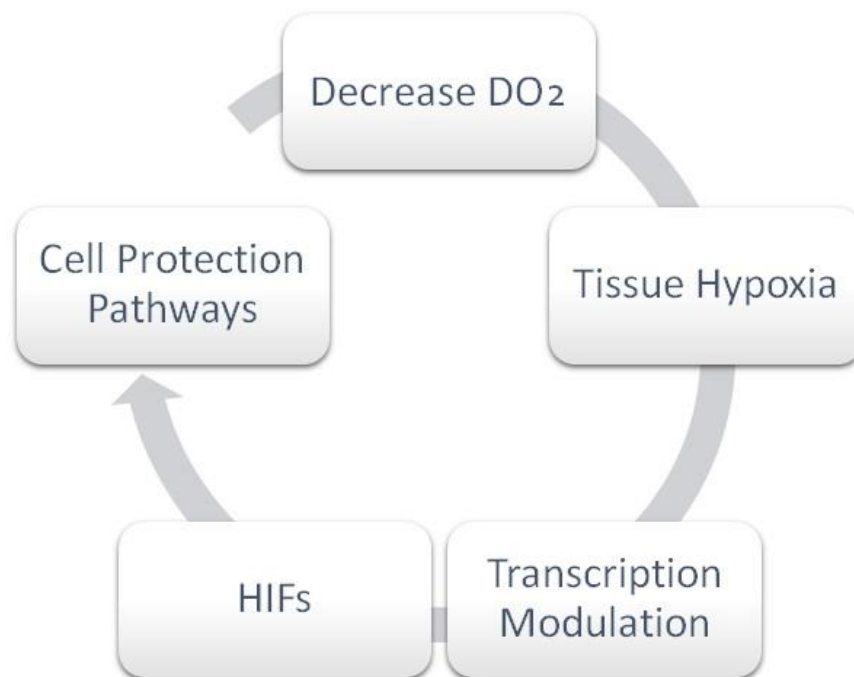 Decrease DO2
Tissue Hypoxia
Transcription
Modulation
HIFs
Cell Protection
Pathways